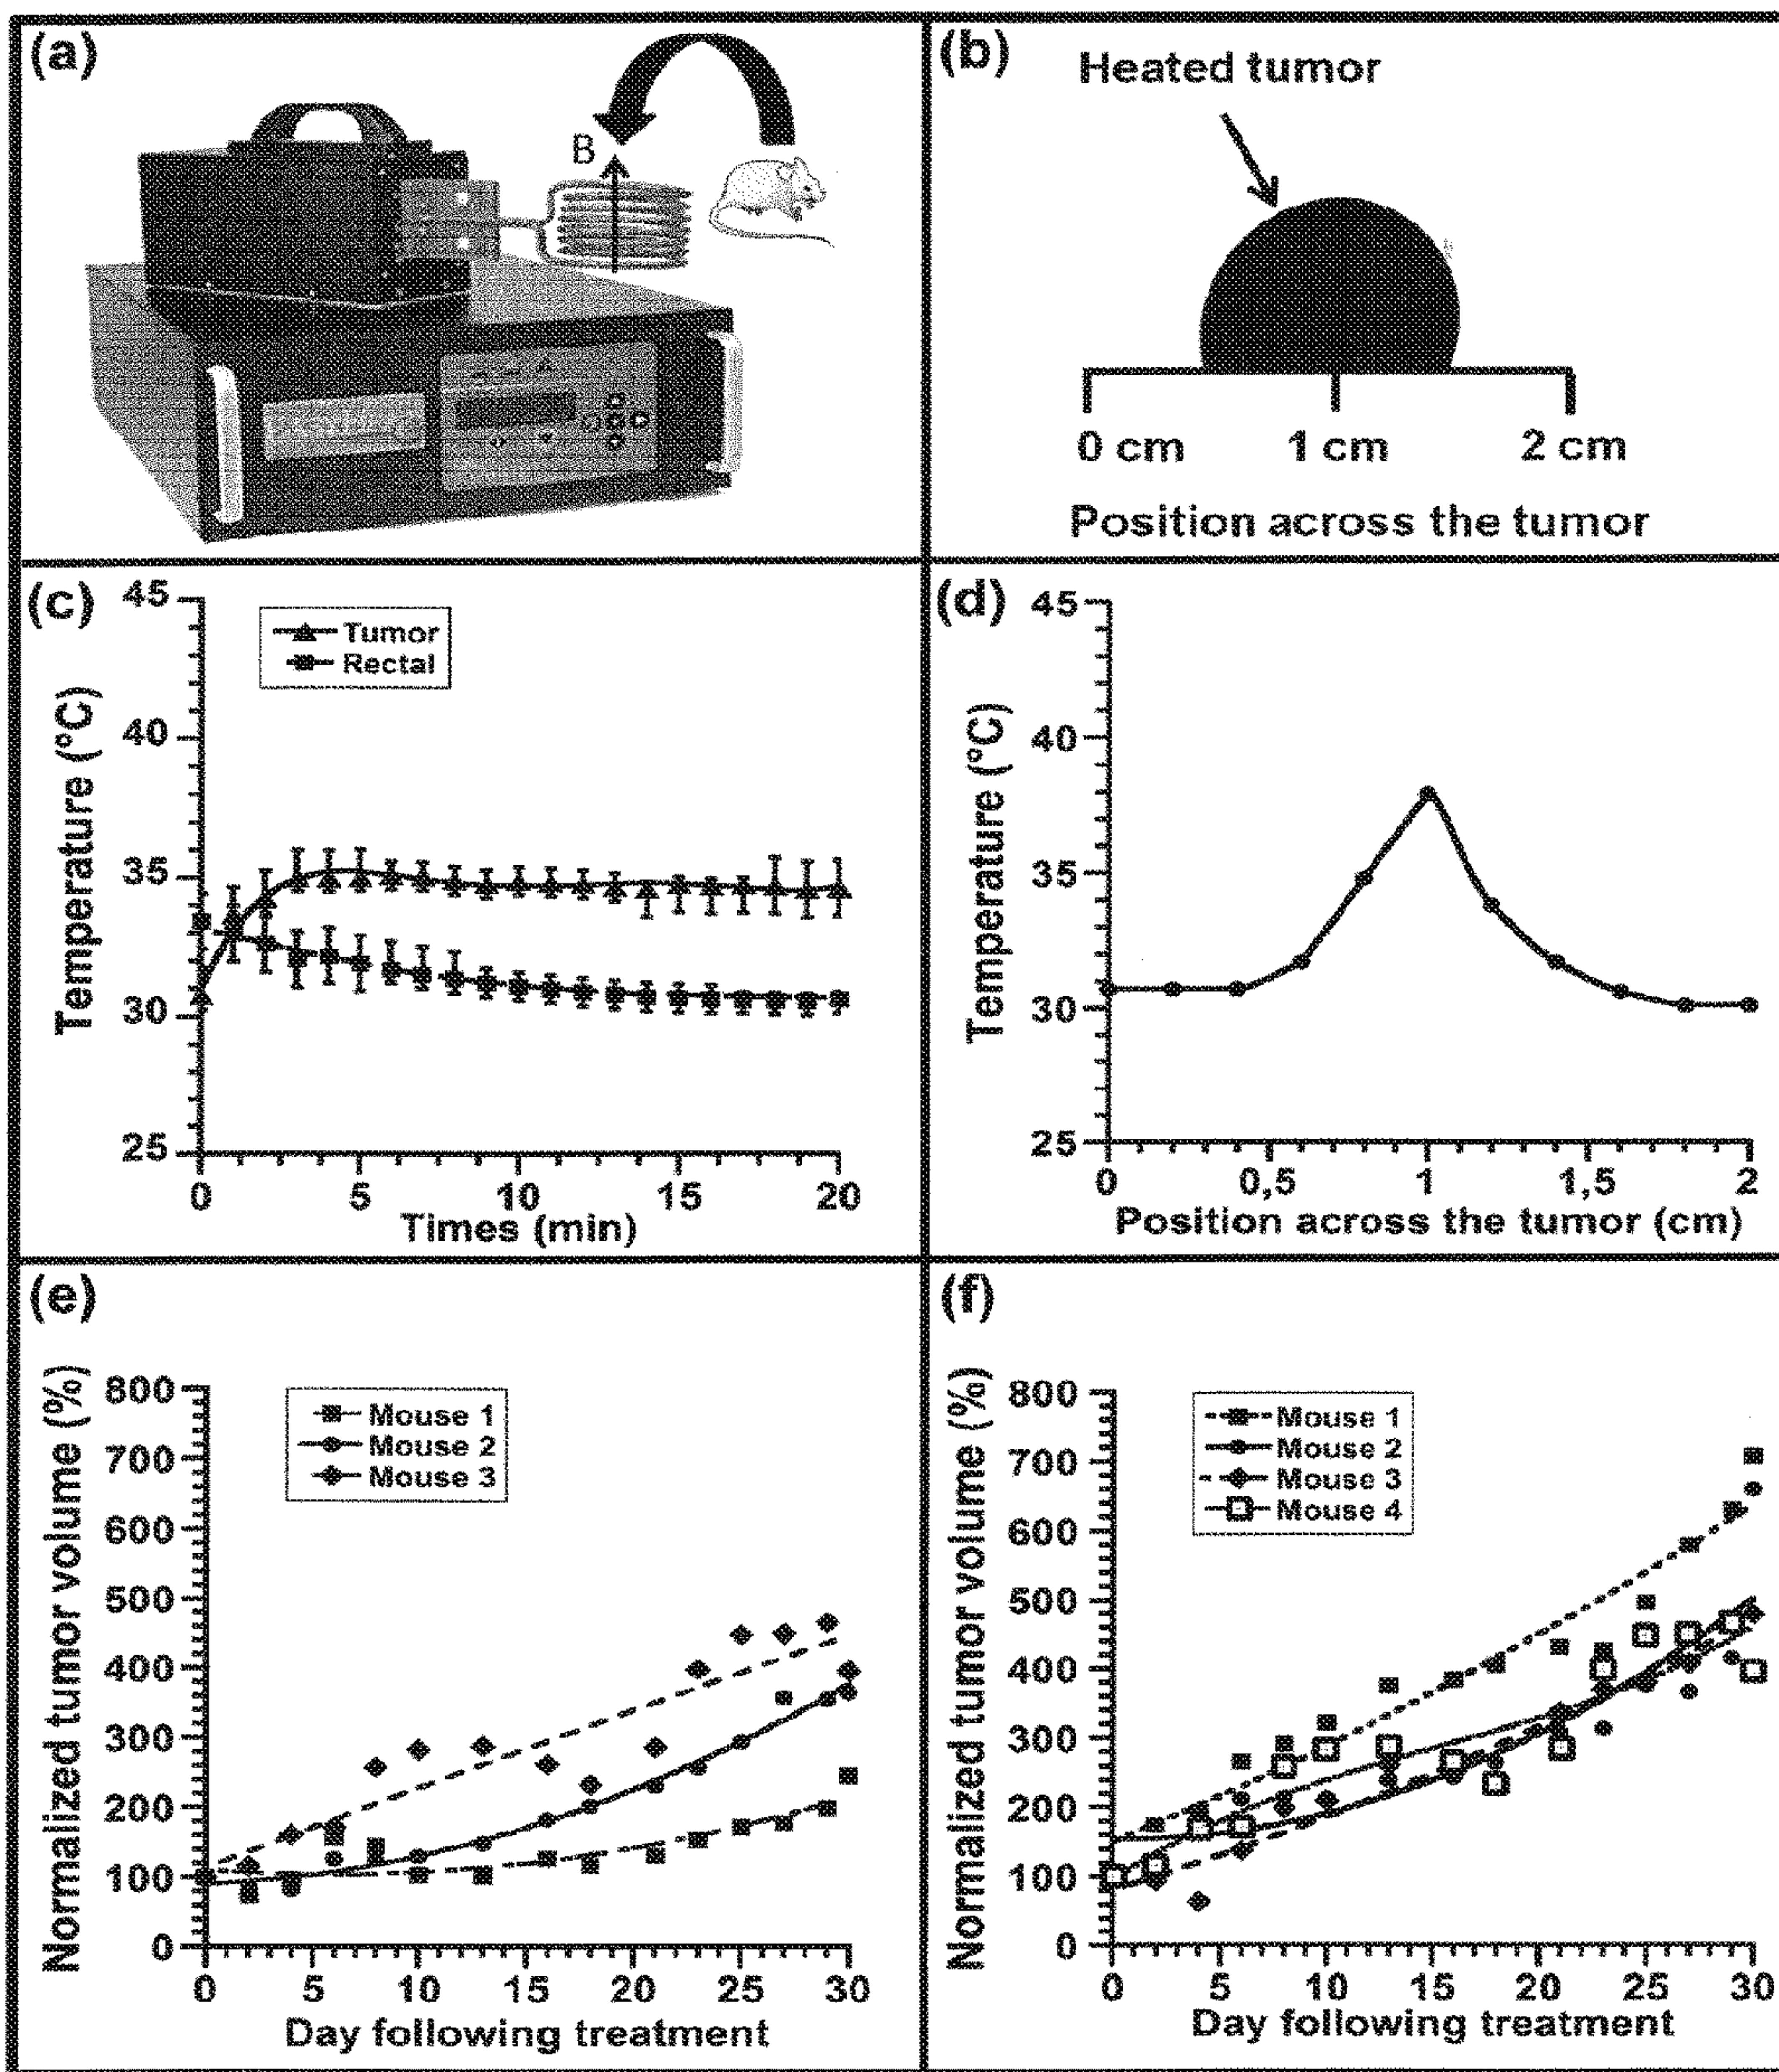 (a)
B
(b)
Heated tumor
0 cm 1 cm 2 cm
Position across the tumor
(c)
Tumor
Rectal
Temperature (°C)
45
40
35
30
25
0 5 10 15 20
Times (min)
(d)
Temperature (°C)
45
40
35
30
25
0 0,5 1 1,5 2
Position across the tumor (cm)
(e)
Mouse 1
Mouse 2
Mouse 3
Normalized tumor volume (%)
800
700
600
500
400
300
200
100
0
0 5 10 15 20 25 30
Day following treatment
(f)
Mouse 1
Mouse 2
Mouse 3
Mouse 4
Normalized tumor volume (%)
800
700
600
500
400
300
200
100
0
0 5 10 15 20 25 30
Day following treatment